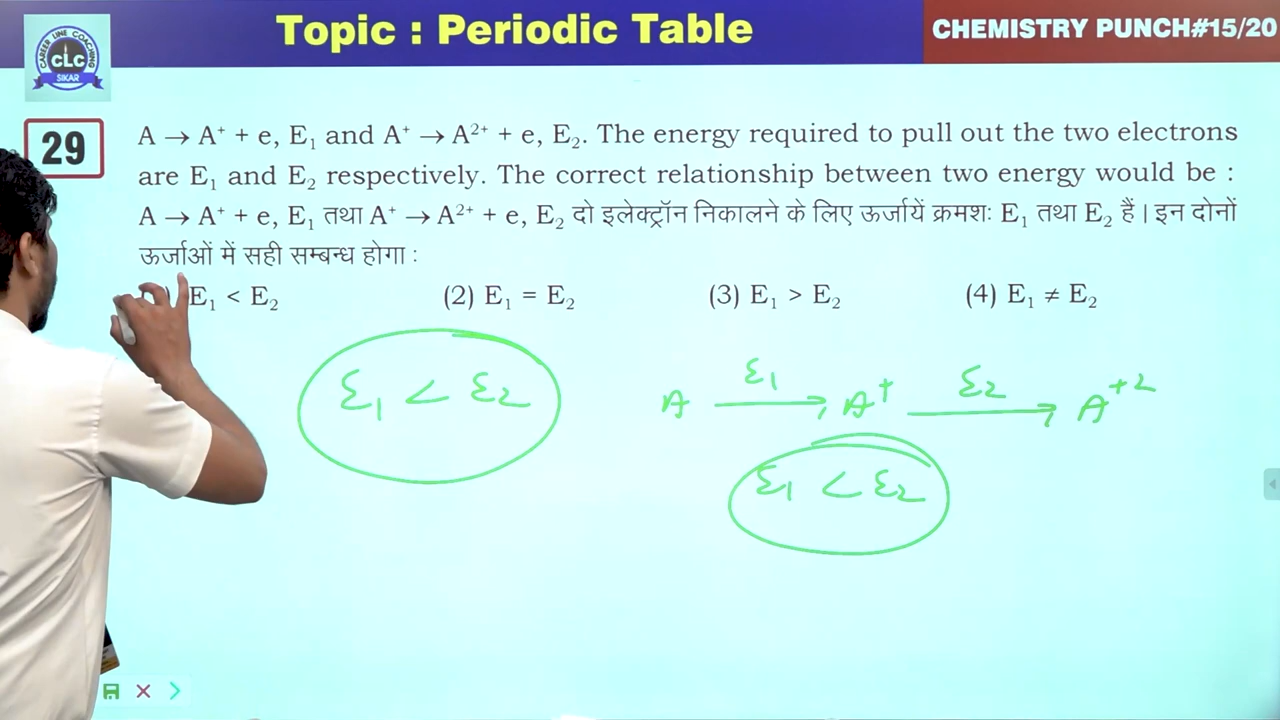 Topic : Periodic Table
CHEMISTRY PUNCH#15/20
CAREER LINE COACHING
CLC
SIKAR
29
A → A⁺ + e, E₁ and A⁺ → A²⁺ + e, E₂. The energy required to pull out the two electrons
are E₁ and E₂ respectively. The correct relationship between two energy would be :
A → A⁺ + e, E₁ तथा A⁺ → A²⁺ + e, E₂ दो इलेक्ट्रॉन निकालने के लिए ऊर्जायें क्रमशः E₁ तथा E₂ हैं। इन दोनों
ऊर्जाओं में सही सम्बन्ध होगा :
E₁ < E₂ (2) E₁ = E₂ (3) E₁ > E₂ (4) E₁ ≠ E₂
E₁ < E₂
A —E₁→ A⁺ —E₂→ A⁺²
E₁ < E₂